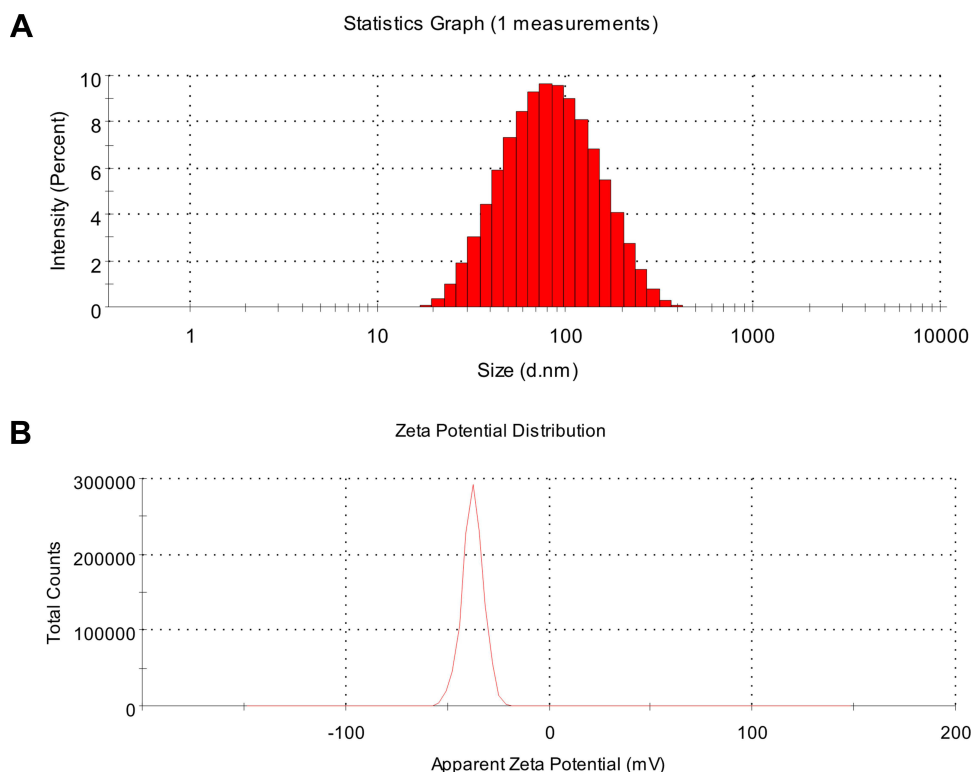 A
Statistics Graph (1 measurements)
10
8
6
4
2
0
Intensity (Percent)
1 10 100 1000 10000
Size (d.nm)
B
Zeta Potential Distribution
300000
200000
100000
0
Total Counts
-100 0 100 200
Apparent Zeta Potential (mV)